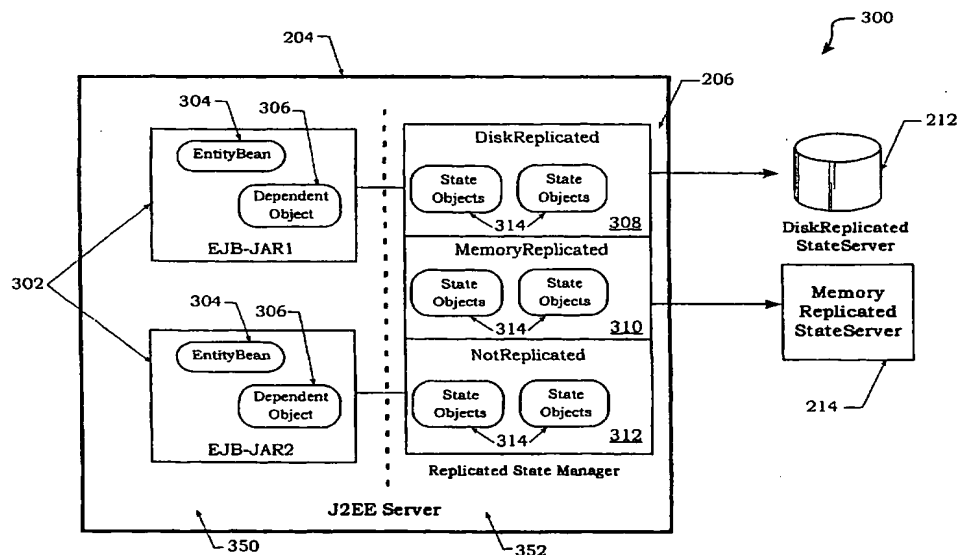 300
204
206
304
306
212
EntityBean
Dependent
Object
EJB-JAR1
DiskReplicated
State
Objects
State
Objects
314
308
DiskReplicated
StateServer
302
MemoryReplicated
State
Objects
State
Objects
314
310
Memory
Replicated
StateServer
304
306
EntityBean
Dependent
Object
EJB-JAR2
NotReplicated
State
Objects
State
Objects
314
312
214
Replicated State Manager
J2EE Server
350
352